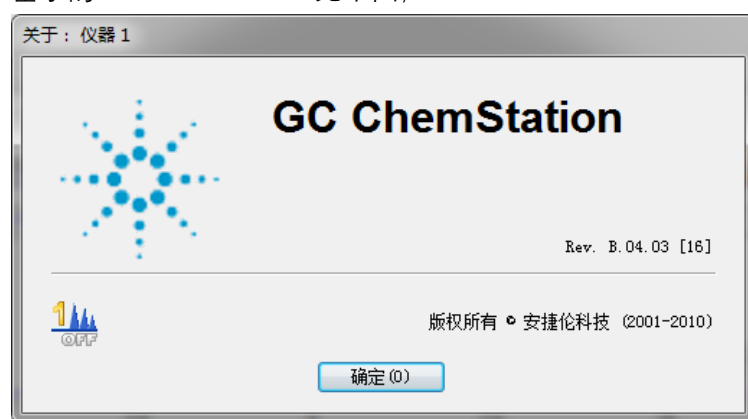 关于： 仪器 1
GC ChemStation
Rev. B.04.03 [16]
1
OFF
版权所有 © 安捷伦科技 (2001-2010)
确定(O)